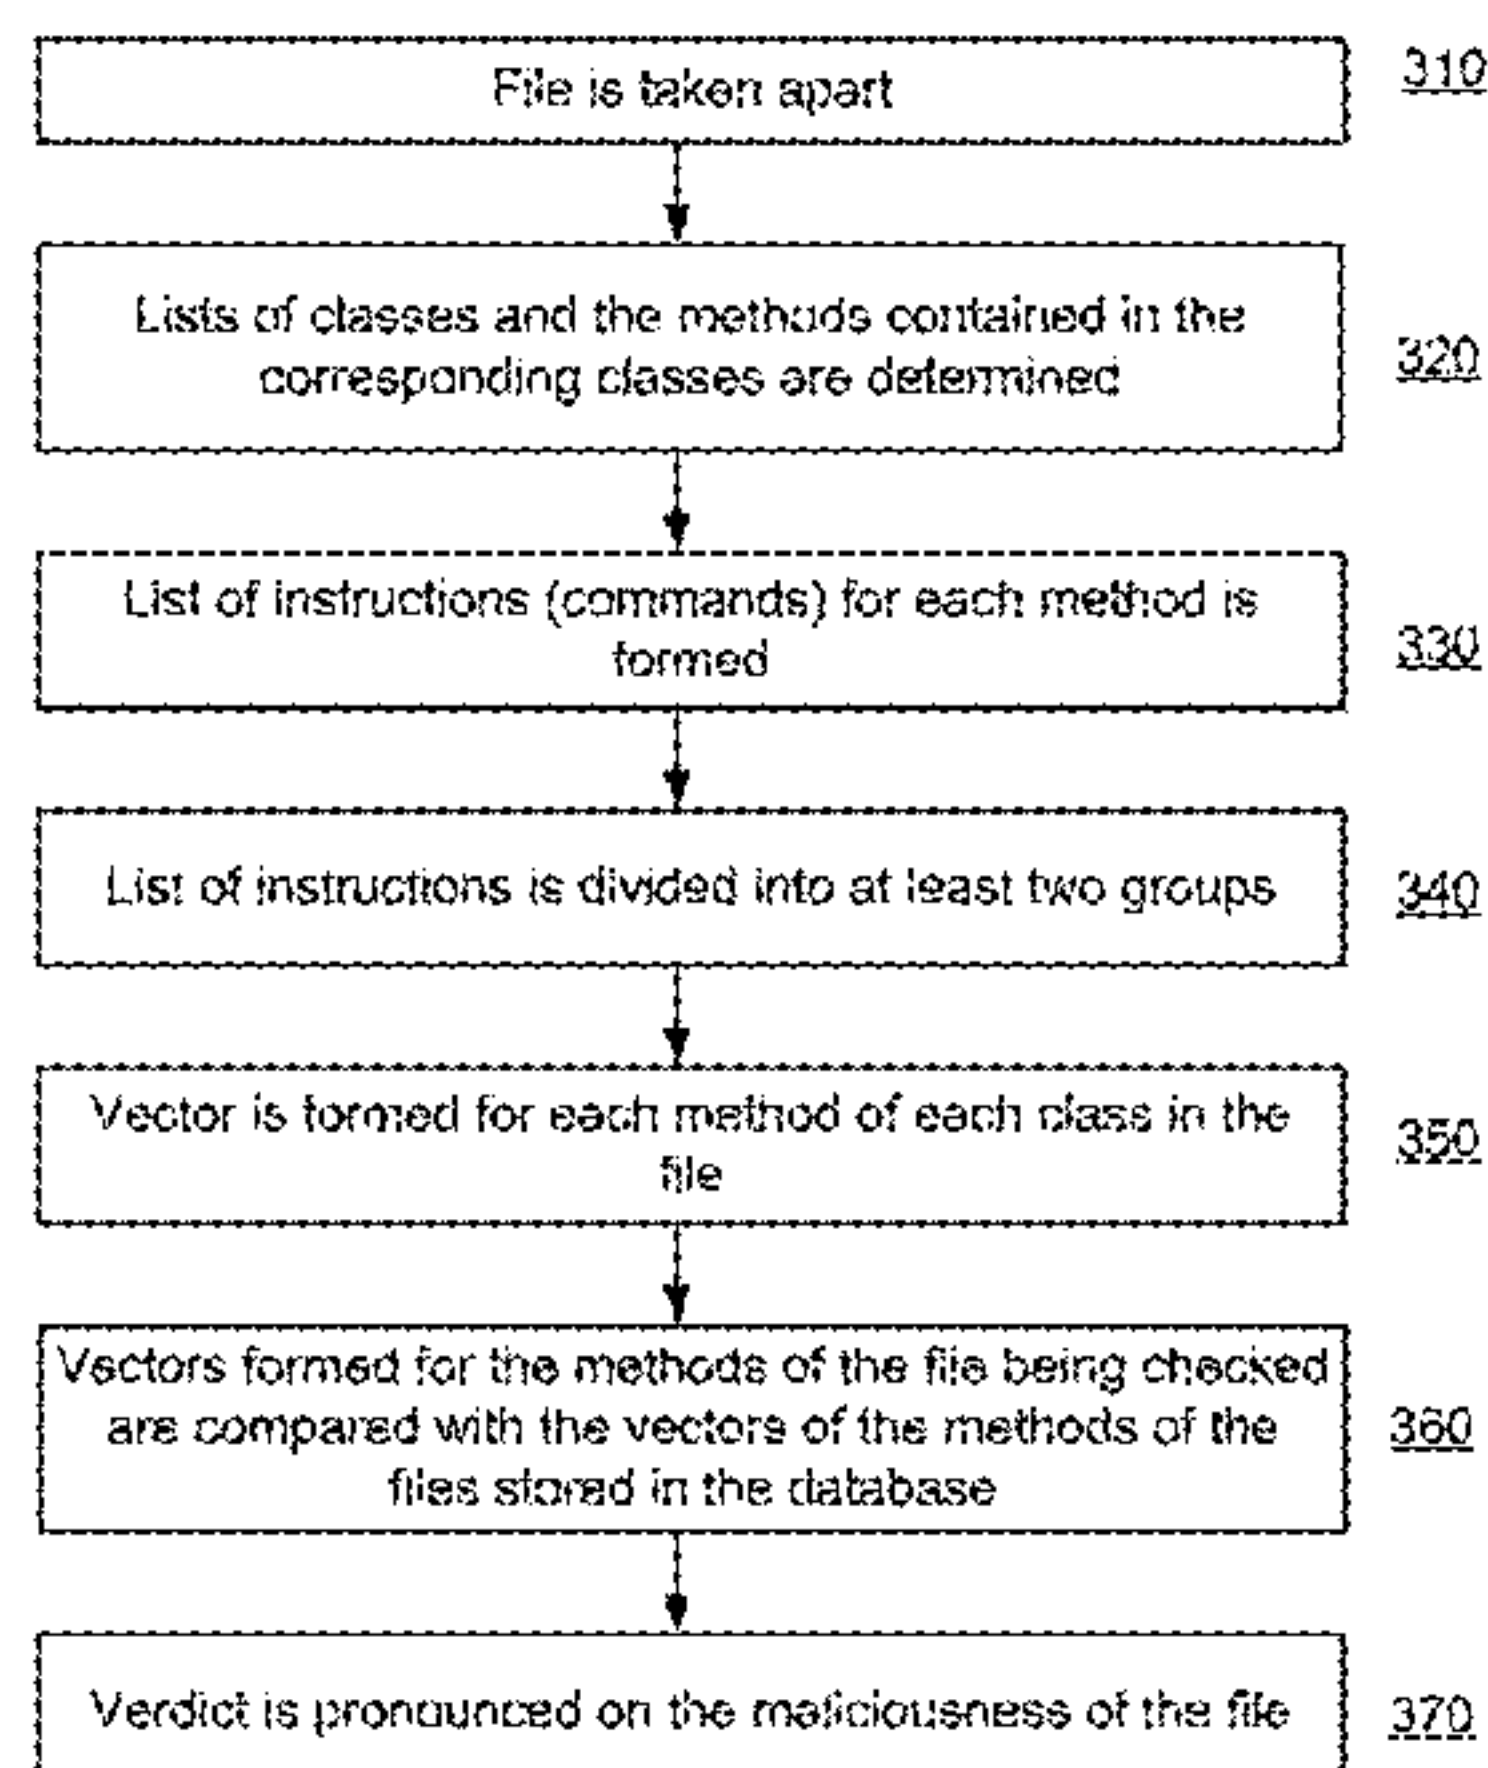 File is taken apart
310
Lists of classes and the methods contained in the
corresponding classes are determined
320
List of instructions (commands) for each method is
formed
330
List of instructions is divided into at least two groups
340
Vector is formed for each method of each class in the
file
350
Vectors formed for the methods of the file being checked
are compared with the vectors of the methods of the
files stored in the database
360
Verdict is pronounced on the maliciousness of the file
370